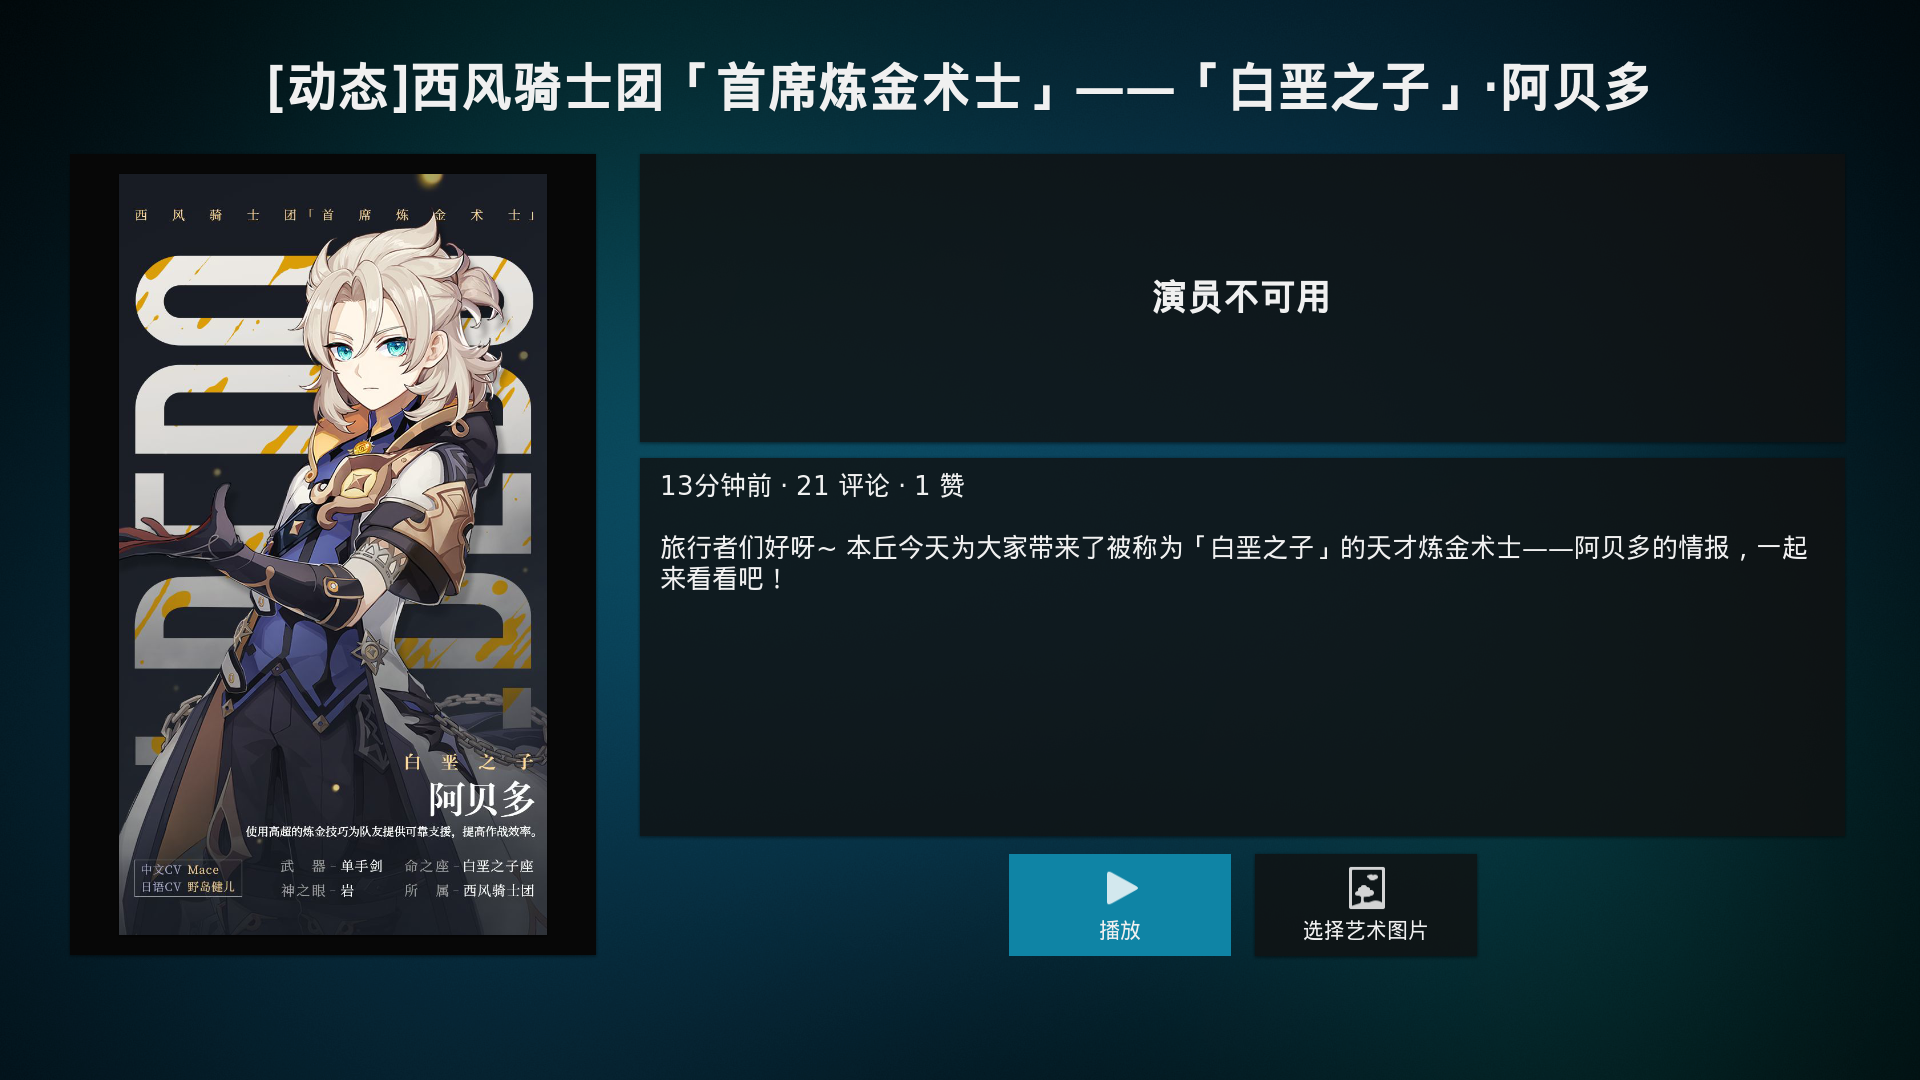 [动态]西风骑士团「首席炼金术士」——「白垩之子」·阿贝多
西风骑士团「首席炼金术士」
ALBEDO
白垩之子
阿贝多
使用高超的炼金技巧为队友提供可靠支援，提高作战效率。
中文CV Mace
日语CV 野岛健儿
武 器 - 单手剑 命之座 - 白垩之子座
神之眼 - 岩 所 属 - 西风骑士团
演员不可用
13分钟前 · 21 评论 · 1 赞
旅行者们好呀~ 本丘今天为大家带来了被称为「白垩之子」的天才炼金术士——阿贝多的情报，一起
来看看吧！
播放
选择艺术图片